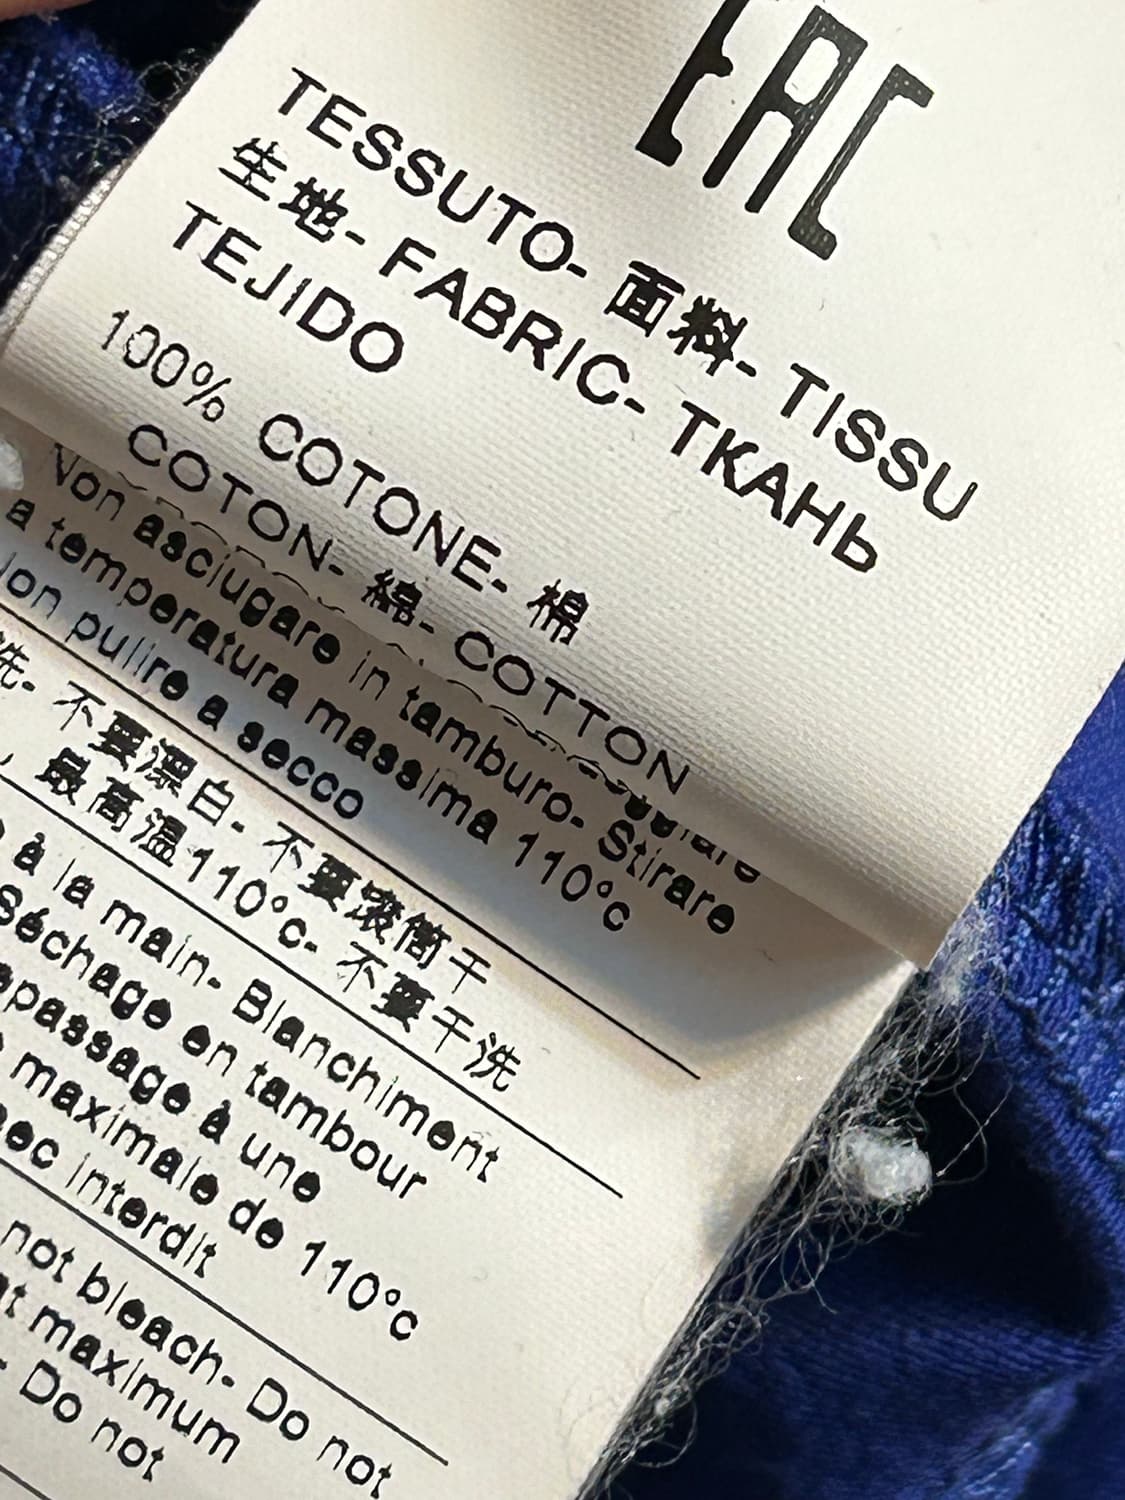 EAC
TESSUTO- 面料- TISSU
生地- FABRIC- ТКАНЬ
TEJIDO
100% COTONE- 棉
COTON- 綿- COTTON
Non asciugare in tamburo- Stirare
a temperatura massima 110°c
pulire a secco
洗- 不要漂白- 不要滚筒干
, 最高温110°c- 不要干洗
à la main- Blanchiment
Séchage en tambour
à une
maximale de 110°c
interdit
not bleach- Do not
maximum
- Do not